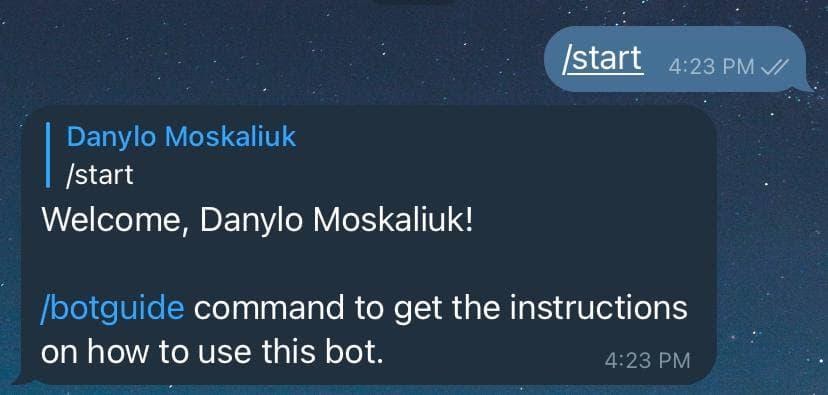 /start 4:23 PM
Danylo Moskaliuk
/start
Welcome, Danylo Moskaliuk!
/botguide command to get the instructions
on how to use this bot.
4:23 PM